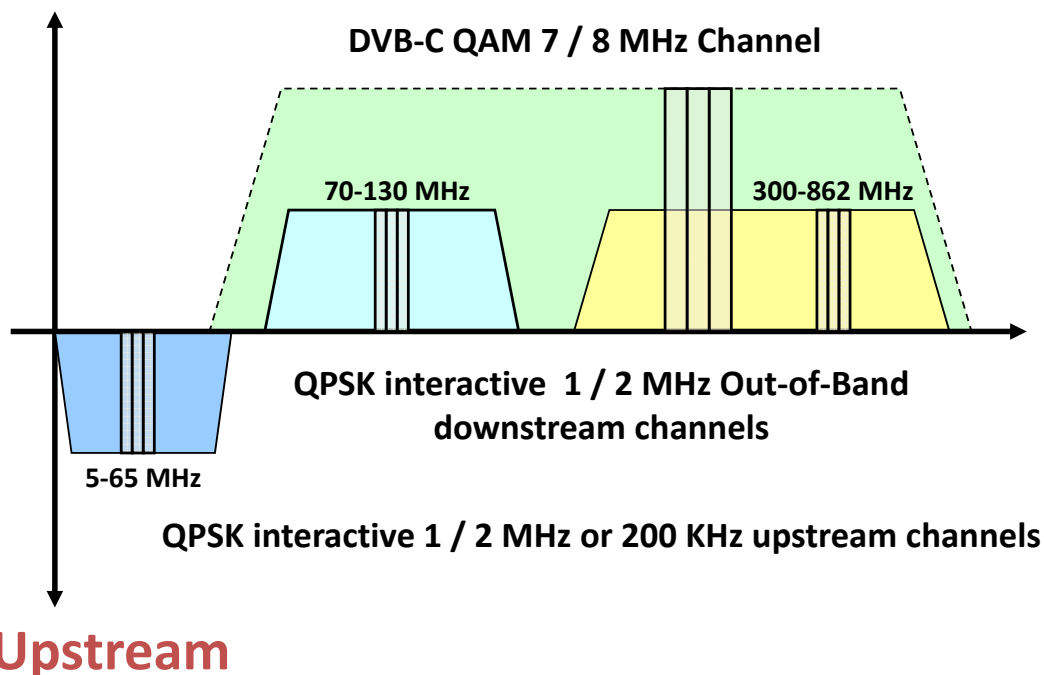 DVB-C QAM 7 / 8 MHz Channel
70-130 MHz
300-862 MHz
QPSK interactive 1 / 2 MHz Out-of-Band
downstream channels
5-65 MHz
QPSK interactive 1 / 2 MHz or 200 KHz upstream channels
Upstream